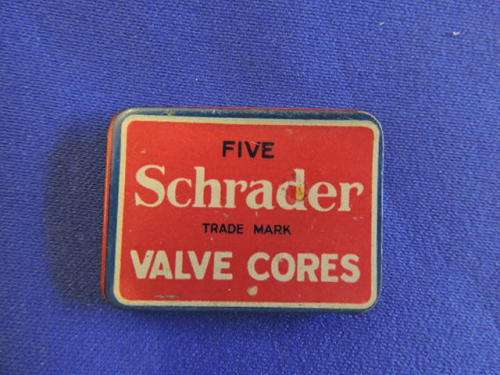 FIVE
Schrader
TRADE MARK
VALVE CORES